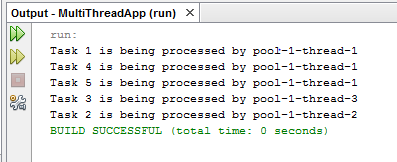 Output - MultiThreadApp (run)
run:
Task 1 is being processed by pool-1-thread-1
Task 4 is being processed by pool-1-thread-1
Task 5 is being processed by pool-1-thread-1
Task 3 is being processed by pool-1-thread-3
Task 2 is being processed by pool-1-thread-2
BUILD SUCCESSFUL (total time: 0 seconds)